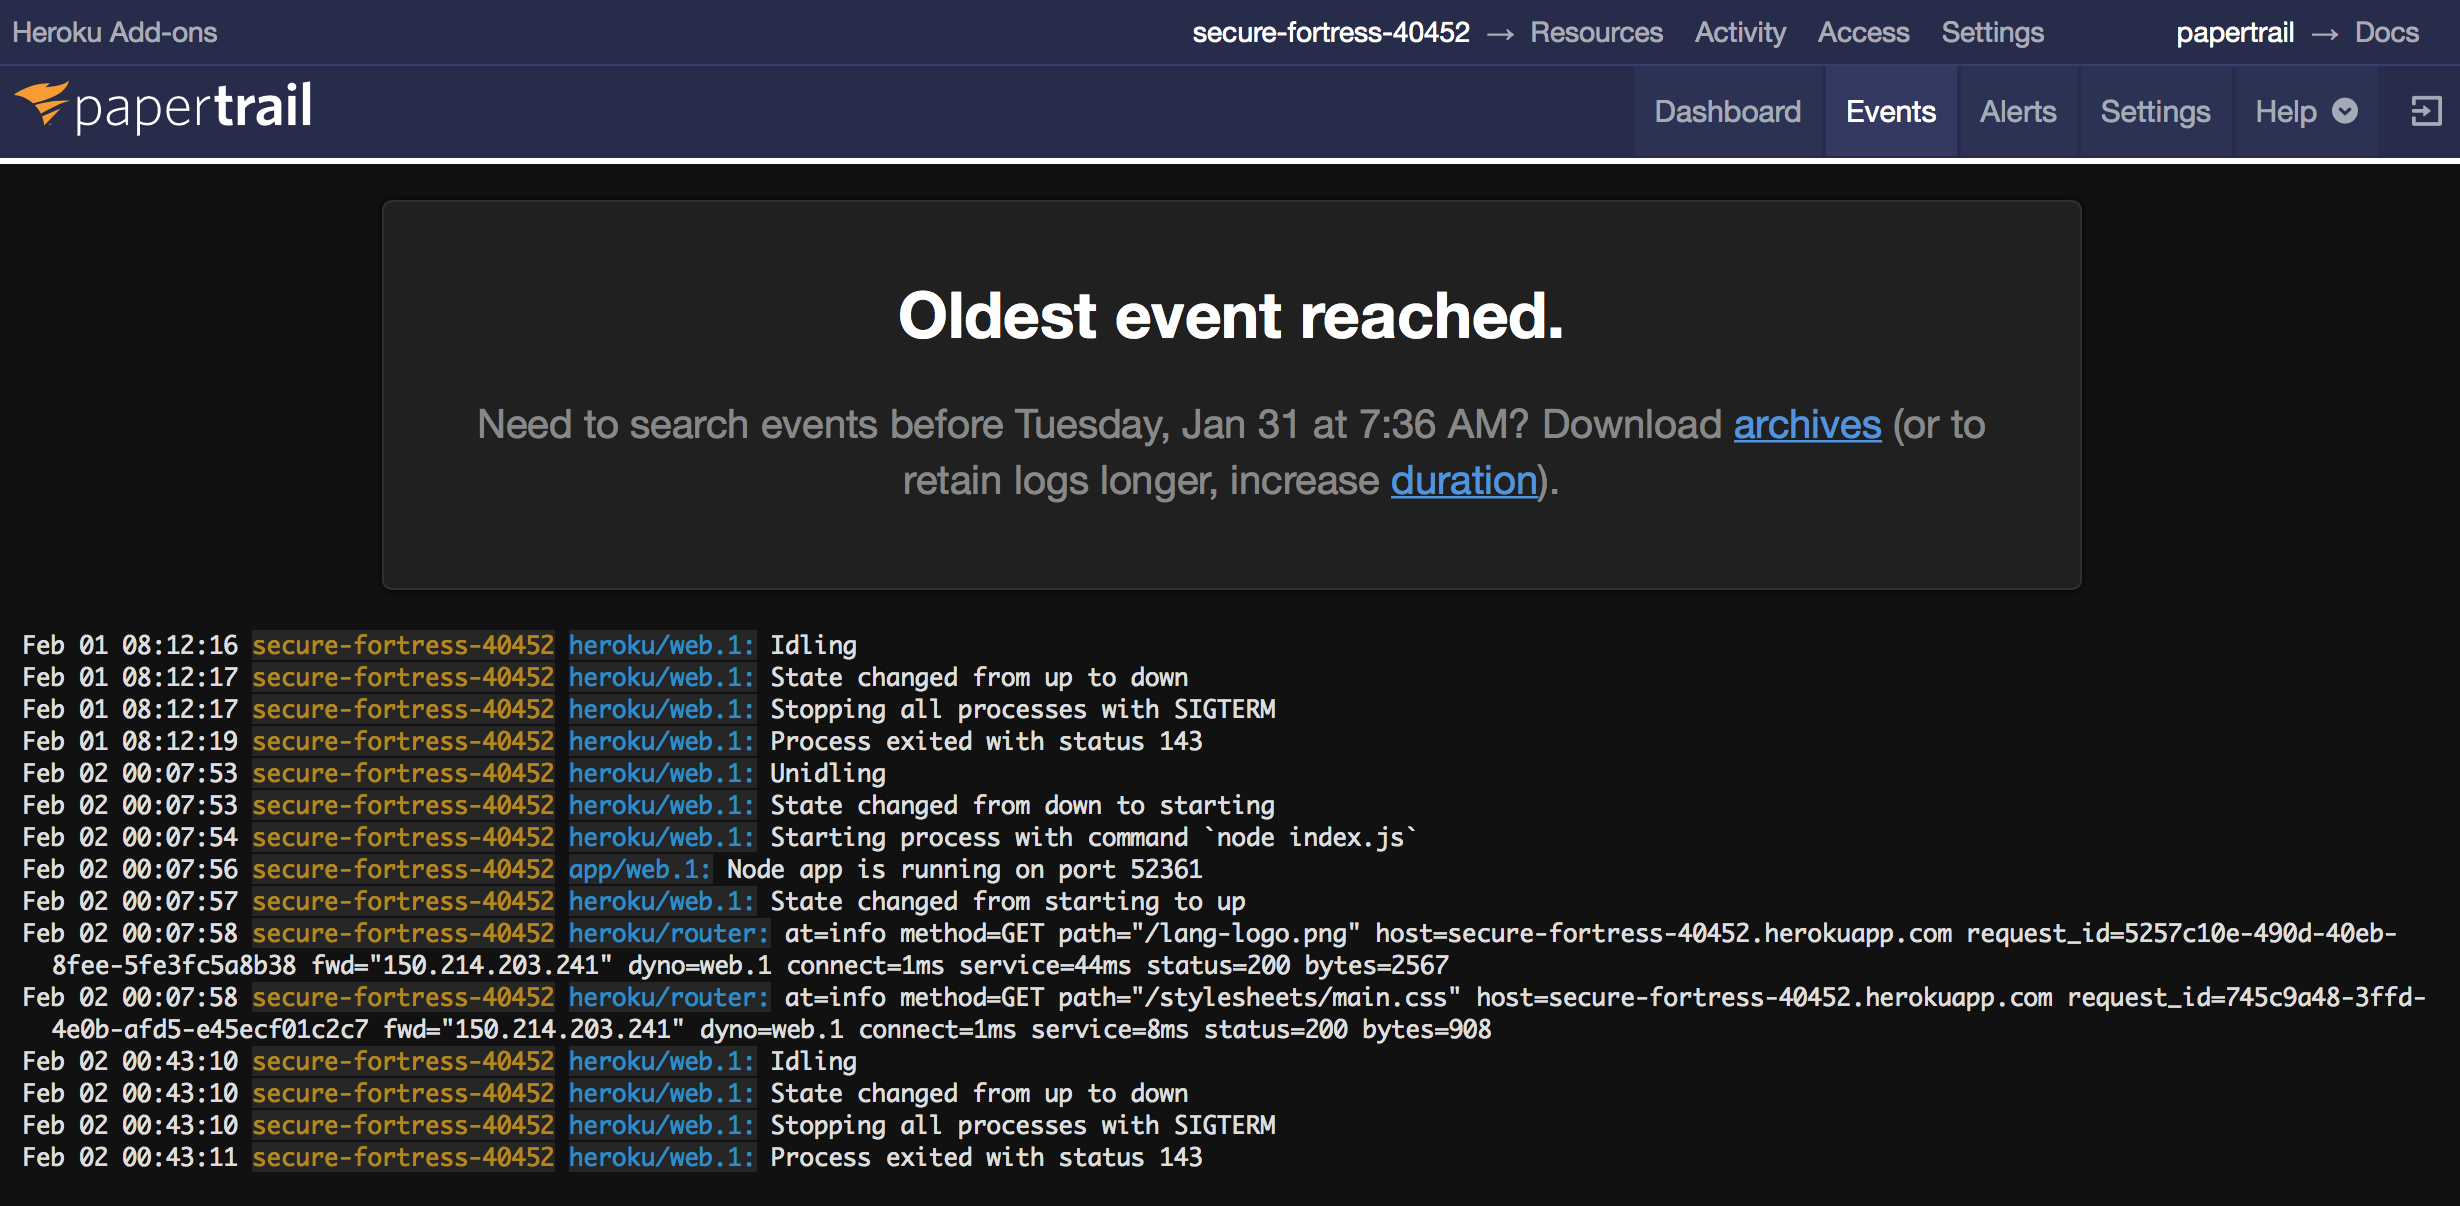 Heroku Add-ons secure-fortress-40452 → Resources Activity Access Settings papertrail → Docs
papertrail Dashboard Events Alerts Settings Help
Oldest event reached.
Need to search events before Tuesday, Jan 31 at 7:36 AM? Download archives (or to
retain logs longer, increase duration).
Feb 01 08:12:16 secure-fortress-40452 heroku/web.1: Idling
Feb 01 08:12:17 secure-fortress-40452 heroku/web.1: State changed from up to down
Feb 01 08:12:17 secure-fortress-40452 heroku/web.1: Stopping all processes with SIGTERM
Feb 01 08:12:19 secure-fortress-40452 heroku/web.1: Process exited with status 143
Feb 02 00:07:53 secure-fortress-40452 heroku/web.1: Unidling
Feb 02 00:07:53 secure-fortress-40452 heroku/web.1: State changed from down to starting
Feb 02 00:07:54 secure-fortress-40452 heroku/web.1: Starting process with command `node index.js`
Feb 02 00:07:56 secure-fortress-40452 app/web.1: Node app is running on port 52361
Feb 02 00:07:57 secure-fortress-40452 heroku/web.1: State changed from starting to up
Feb 02 00:07:58 secure-fortress-40452 heroku/router: at=info method=GET path="/lang-logo.png" host=secure-fortress-40452.herokuapp.com request_id=5257c10e-490d-40eb-
8fee-5fe3fc5a8b38 fwd="150.214.203.241" dyno=web.1 connect=1ms service=44ms status=200 bytes=2567
Feb 02 00:07:58 secure-fortress-40452 heroku/router: at=info method=GET path="/stylesheets/main.css" host=secure-fortress-40452.herokuapp.com request_id=745c9a48-3ffd-
4e0b-afd5-e45ecf01c2c7 fwd="150.214.203.241" dyno=web.1 connect=1ms service=8ms status=200 bytes=908
Feb 02 00:43:10 secure-fortress-40452 heroku/web.1: Idling
Feb 02 00:43:10 secure-fortress-40452 heroku/web.1: State changed from up to down
Feb 02 00:43:10 secure-fortress-40452 heroku/web.1: Stopping all processes with SIGTERM
Feb 02 00:43:11 secure-fortress-40452 heroku/web.1: Process exited with status 143